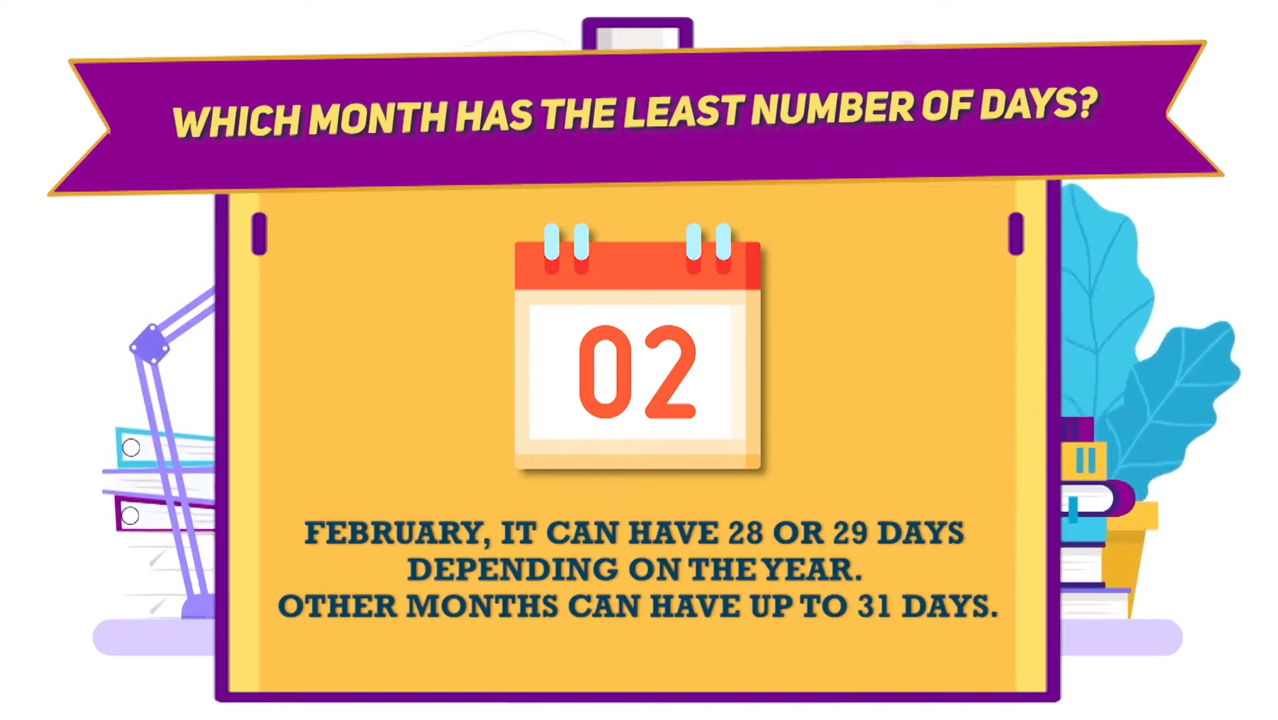 WHICH MONTH HAS THE LEAST NUMBER OF DAYS?
02
FEBRUARY, IT CAN HAVE 28 OR 29 DAYS
DEPENDING ON THE YEAR.
OTHER MONTHS CAN HAVE UP TO 31 DAYS.